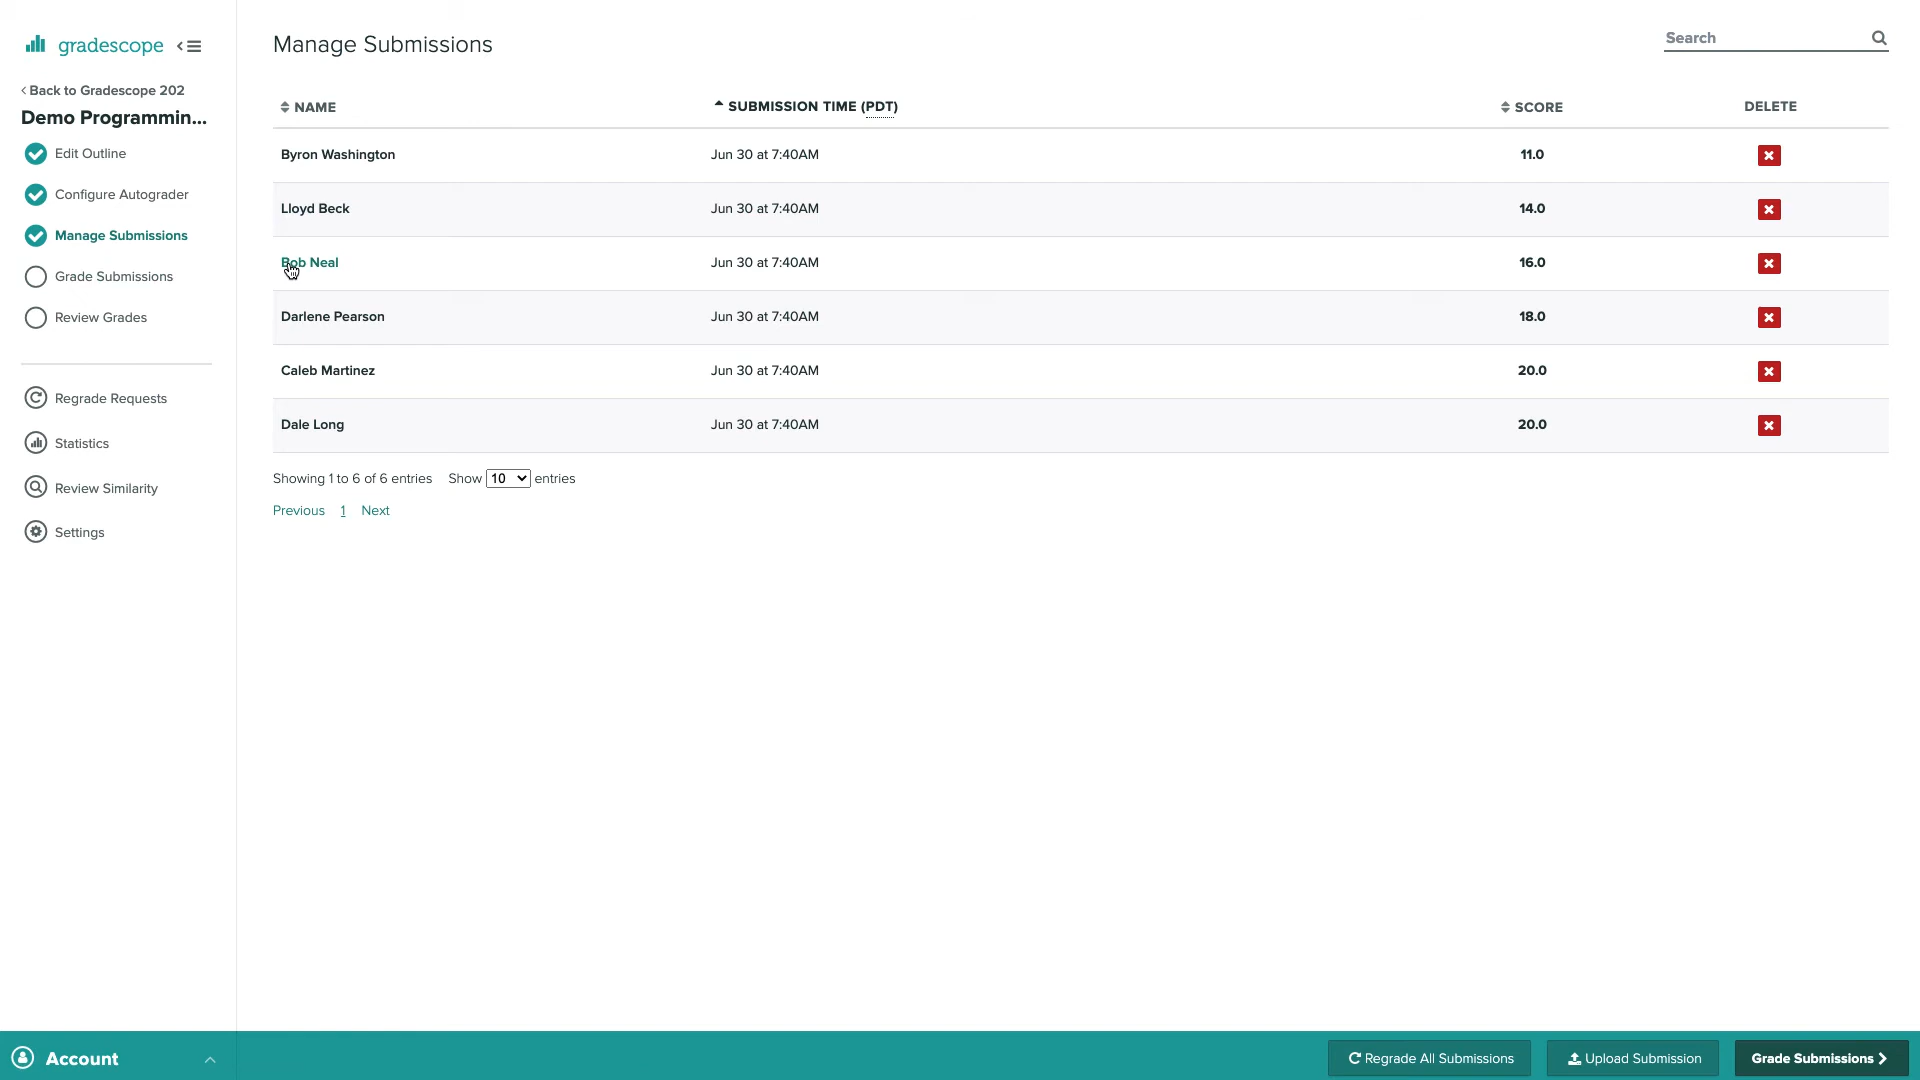 gradescope
Back to Gradescope 202
Demo Programmin...
Edit Outline
Configure Autograder
Manage Submissions
Grade Submissions
Review Grades
Regrade Requests
Statistics
Review Similarity
Settings
Account
Manage Submissions
Search
NAME SUBMISSION TIME (PDT) SCORE DELETE
Byron Washington Jun 30 at 7:40AM 11.0
Lloyd Beck Jun 30 at 7:40AM 14.0
Bob Neal Jun 30 at 7:40AM 16.0
Darlene Pearson Jun 30 at 7:40AM 18.0
Caleb Martinez Jun 30 at 7:40AM 20.0
Dale Long Jun 30 at 7:40AM 20.0
Showing 1 to 6 of 6 entries Show 10 entries
Previous 1 Next
Regrade All Submissions Upload Submission Grade Submissions